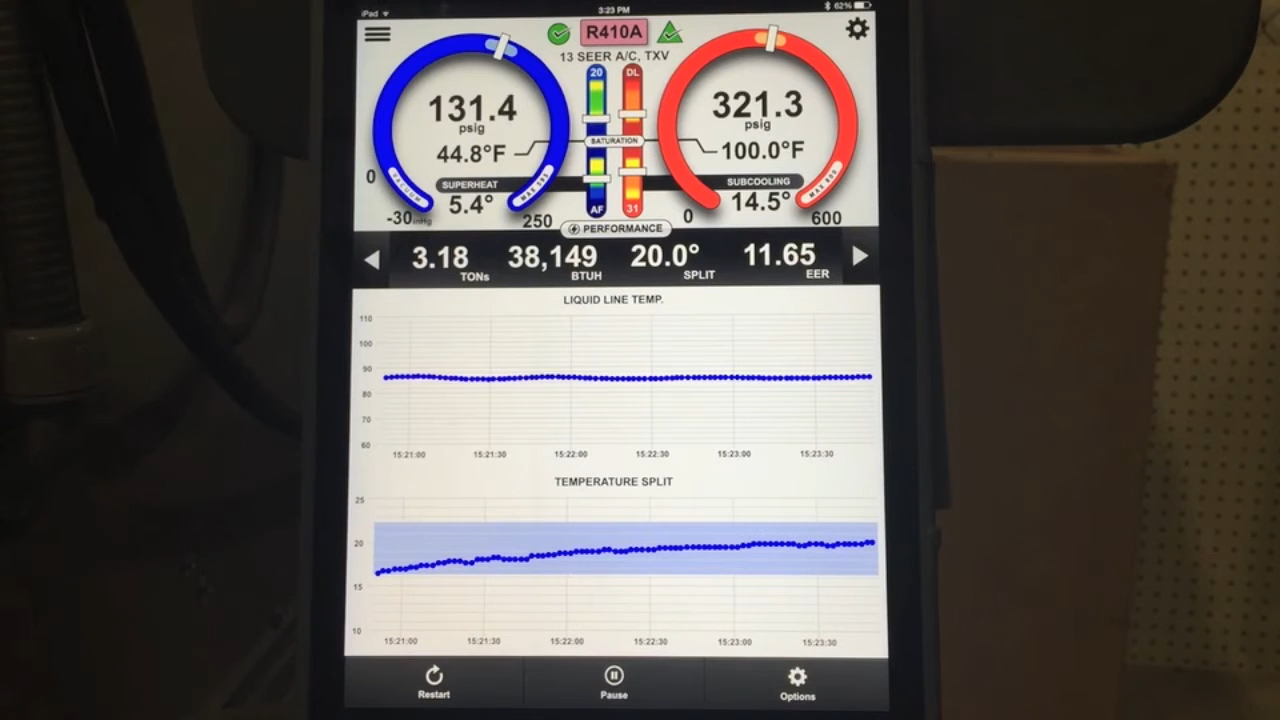 iPad
3:23 PM
62%
R410A
13 SEER A/C, TXV
131.4
psig
44.8°F
SUPERHEAT
5.4°
0
VACUUM
-30 inHg
250
20
DL
SATURATION
AF
31
321.3
psig
100.0°F
SUBCOOLING
14.5°
0
600
PERFORMANCE
3.18 TONs
38,149 BTUH
20.0° SPLIT
11.65 EER
LIQUID LINE TEMP.
110
100
90
80
70
60
15:21:00 15:21:30 15:22:00 15:22:30 15:23:00 15:23:30
TEMPERATURE SPLIT
25
20
15
10
15:21:00 15:21:30 15:22:00 15:22:30 15:23:00 15:23:30
Restart Pause Options